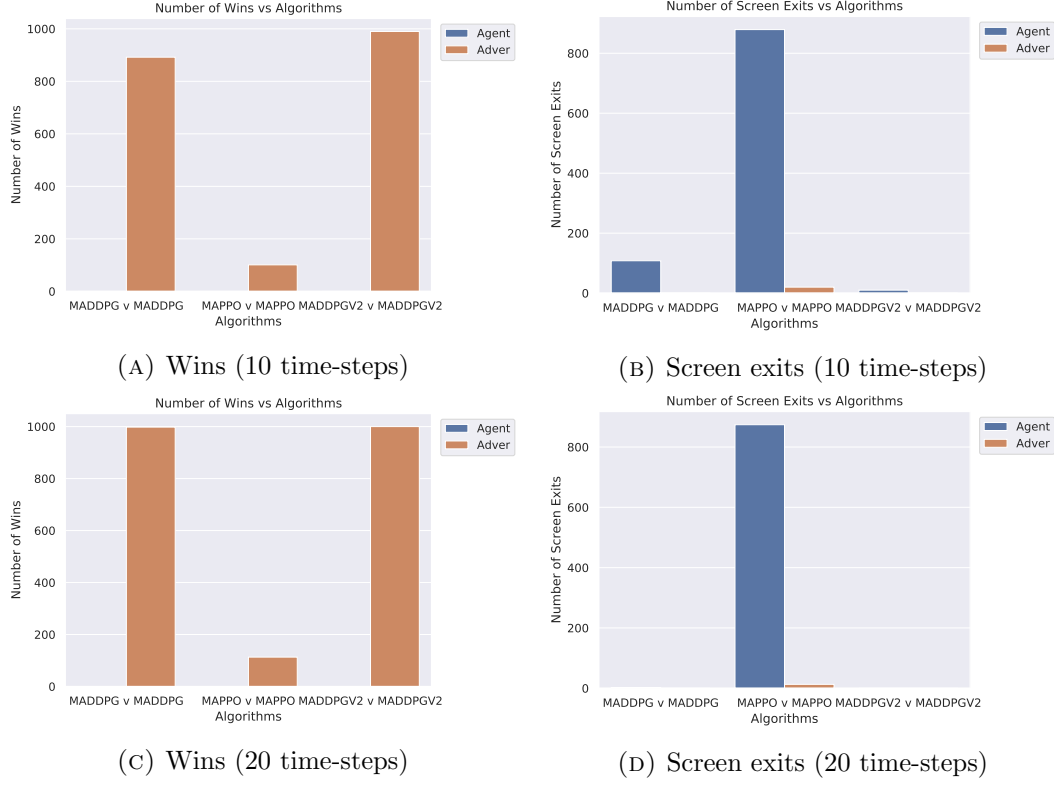 Number of Wins vs Algorithms
1000
800
600
400
200
0
Number of Wins
MADDPG v MADDPG MAPPO v MAPPO MADDPGV2 v MADDPGV2
Algorithms
Agent
Adver
(A) Wins (10 time-steps)
Number of Screen Exits vs Algorithms
800
600
400
200
0
Number of Screen Exits
MADDPG v MADDPG MAPPO v MAPPO MADDPGV2 v MADDPGV2
Algorithms
Agent
Adver
(B) Screen exits (10 time-steps)
Number of Wins vs Algorithms
1000
800
600
400
200
0
Number of Wins
MADDPG v MADDPG MAPPO v MAPPO MADDPGV2 v MADDPGV2
Algorithms
Agent
Adver
(C) Wins (20 time-steps)
Number of Screen Exits vs Algorithms
800
600
400
200
0
Number of Screen Exits
MADDPG v MADDPG MAPPO v MAPPO MADDPGV2 v MADDPGV2
Algorithms
Agent
Adver
(D) Screen exits (20 time-steps)